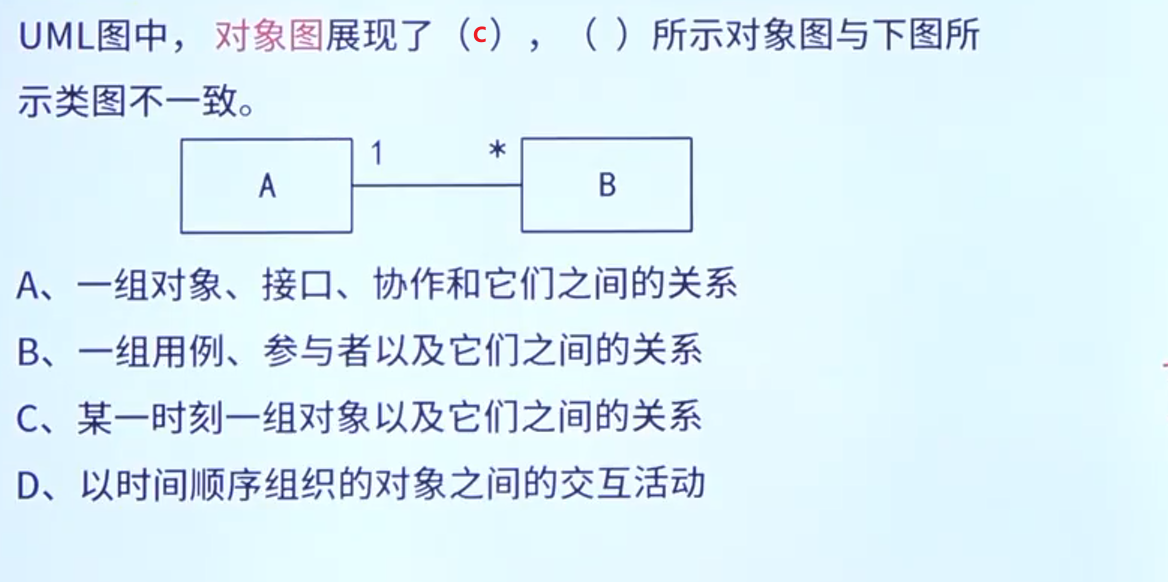 UML图中， 对象图展现了（c），（ ）所示对象图与下图所
示类图不一致。
1 *
A B
A、一组对象、接口、协作和它们之间的关系
B、一组用例、参与者以及它们之间的关系
C、某一时刻一组对象以及它们之间的关系
D、以时间顺序组织的对象之间的交互活动